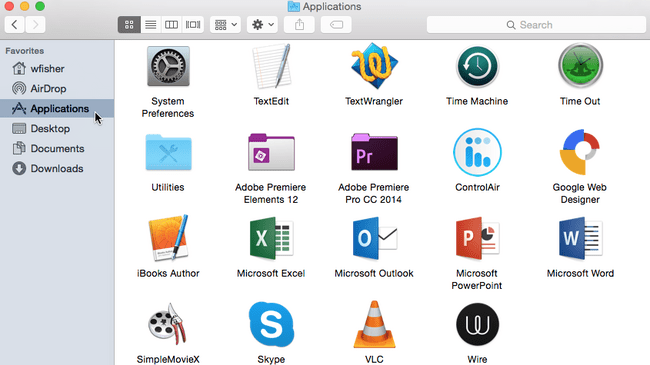 Applications
Search
Favorites
wfisher
AirDrop
Applications
Desktop
Documents
Downloads
System
Preferences
TextEdit
TextWrangler
Time Machine
Time Out
Utilities
Adobe Premiere
Elements 12
Pr
Adobe Premiere
Pro CC 2014
ControlAir
Google Web
Designer
iBooks Author
X
Microsoft Excel
O
Microsoft Outlook
P
Microsoft
PowerPoint
W
Microsoft Word
SimpleMovieX
S
Skype
VLC
W
Wire